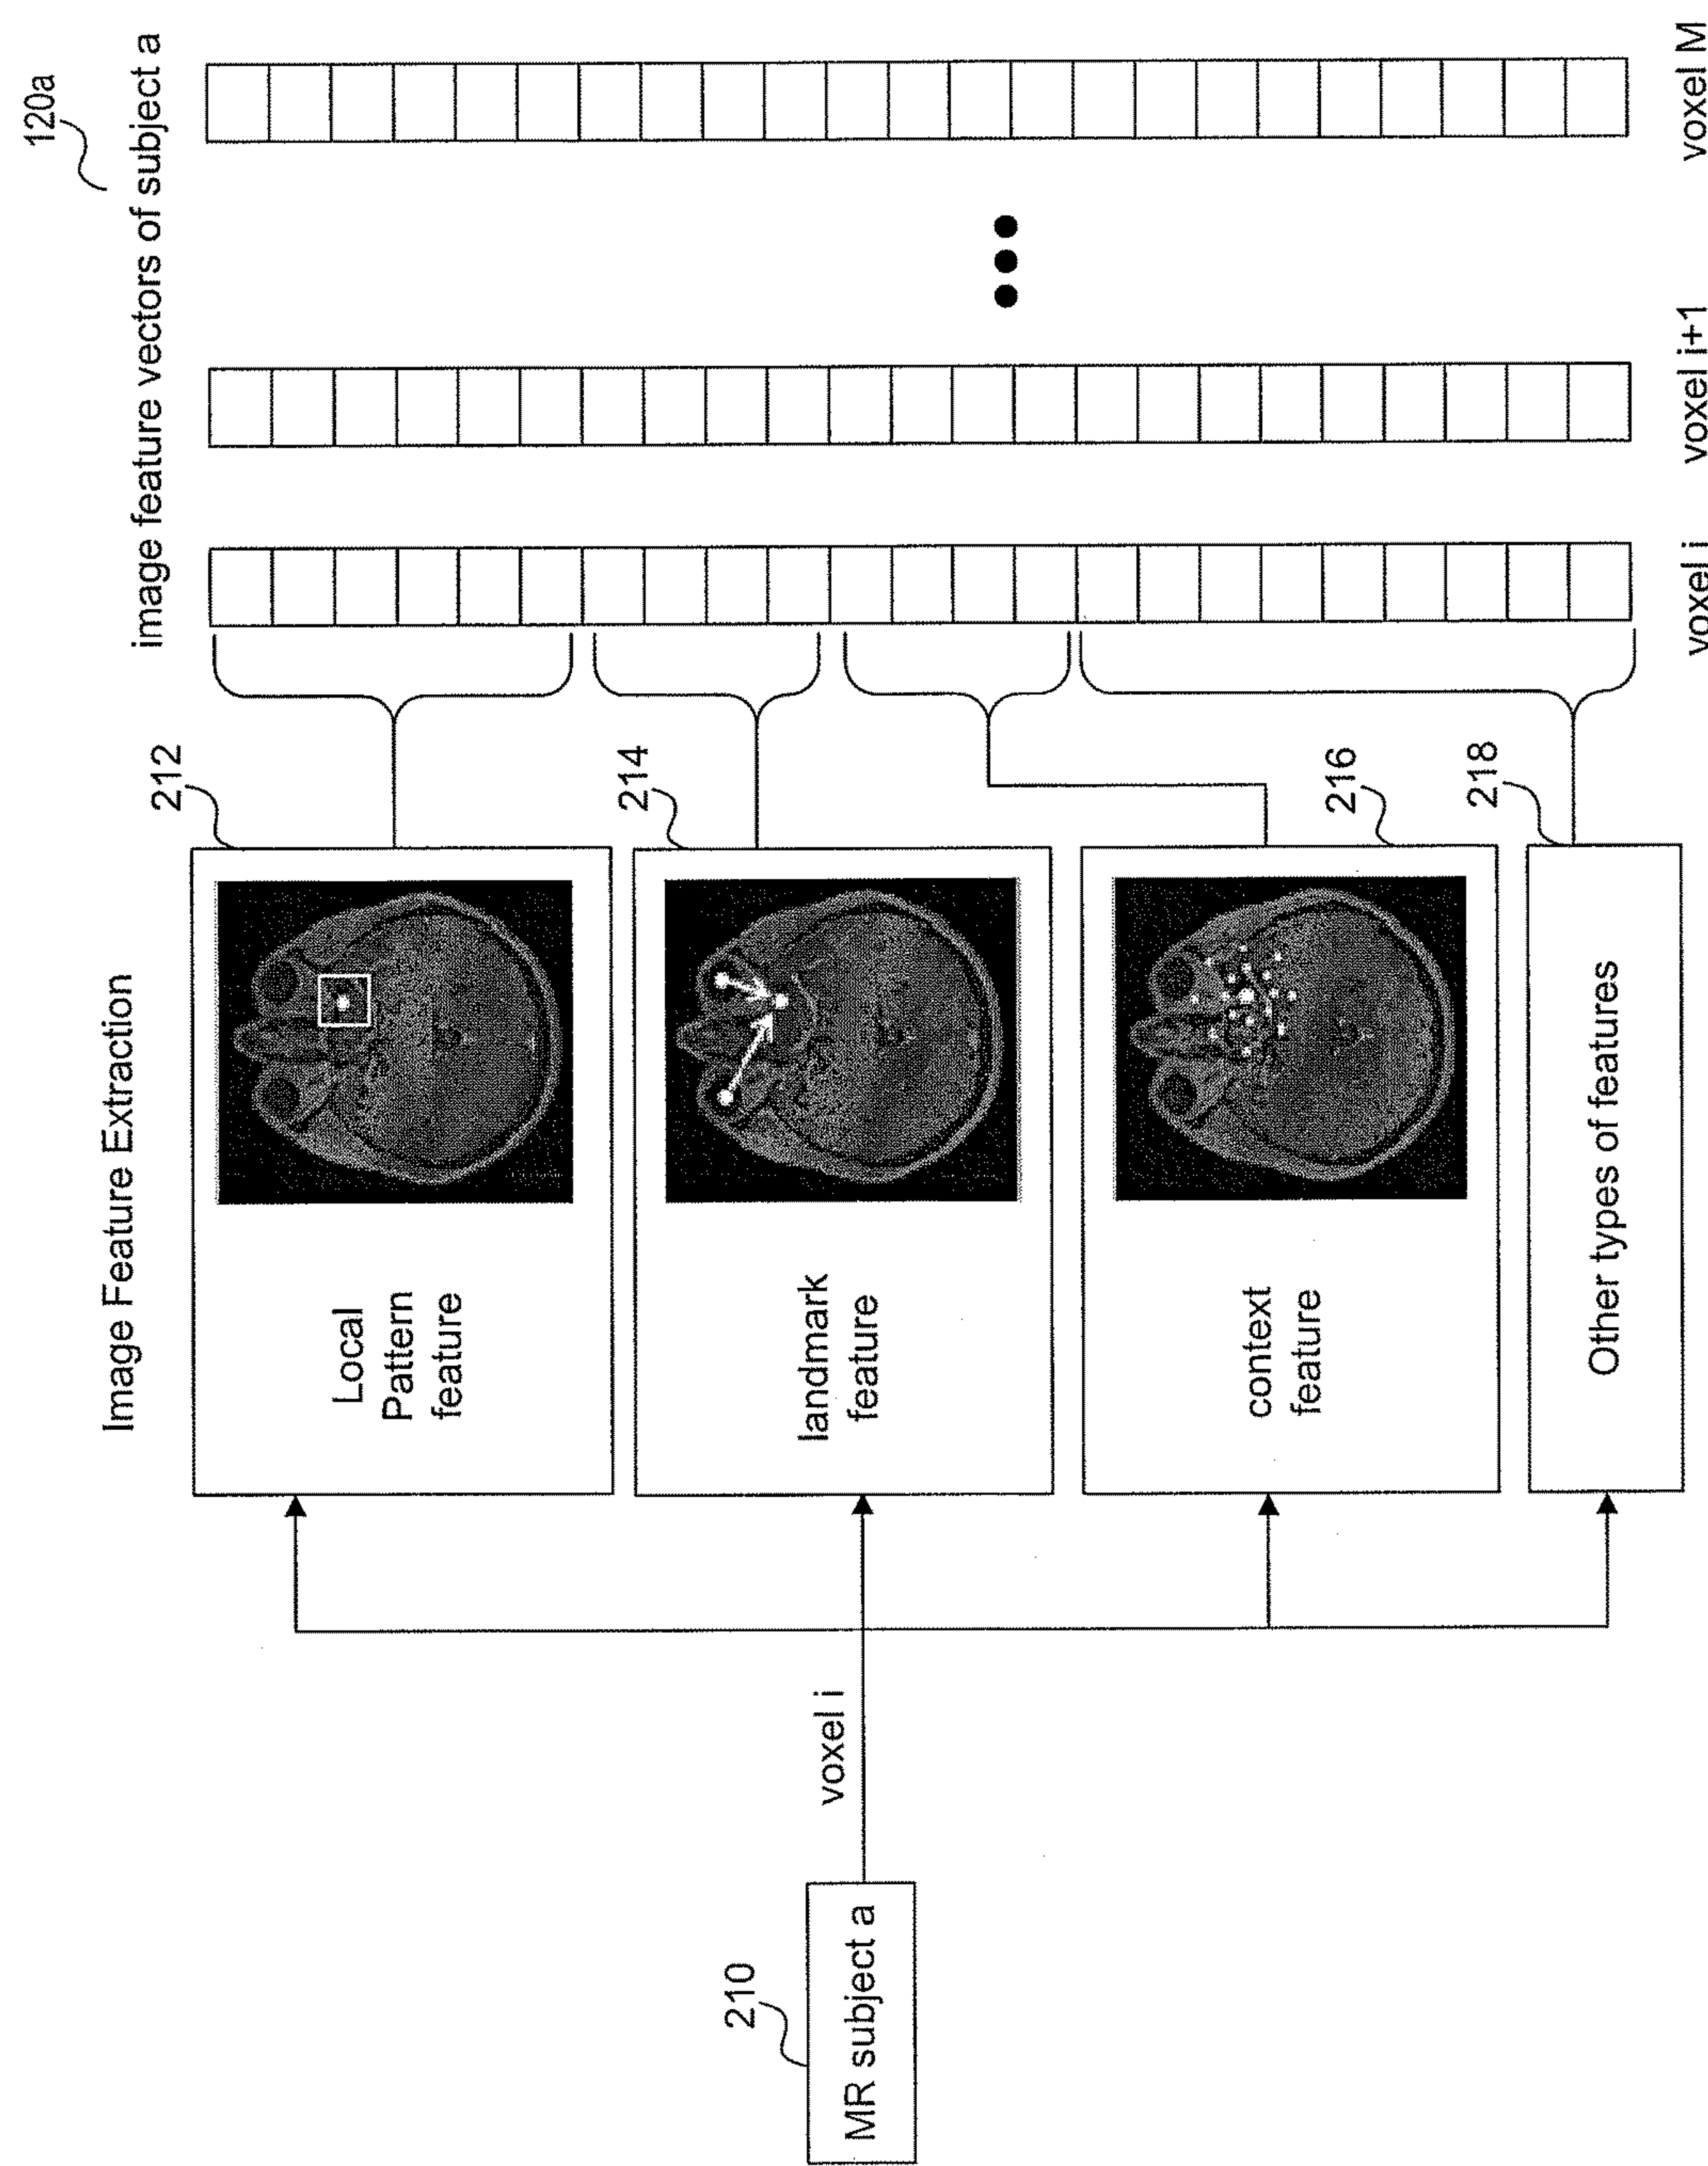 Image Feature Extraction
image feature vectors of subject a
120a
210
MR subject a
voxel i
212
Local
Pattern
feature
214
landmark
feature
216
context
feature
218
Other types of features
voxel i
voxel i+1
voxel M